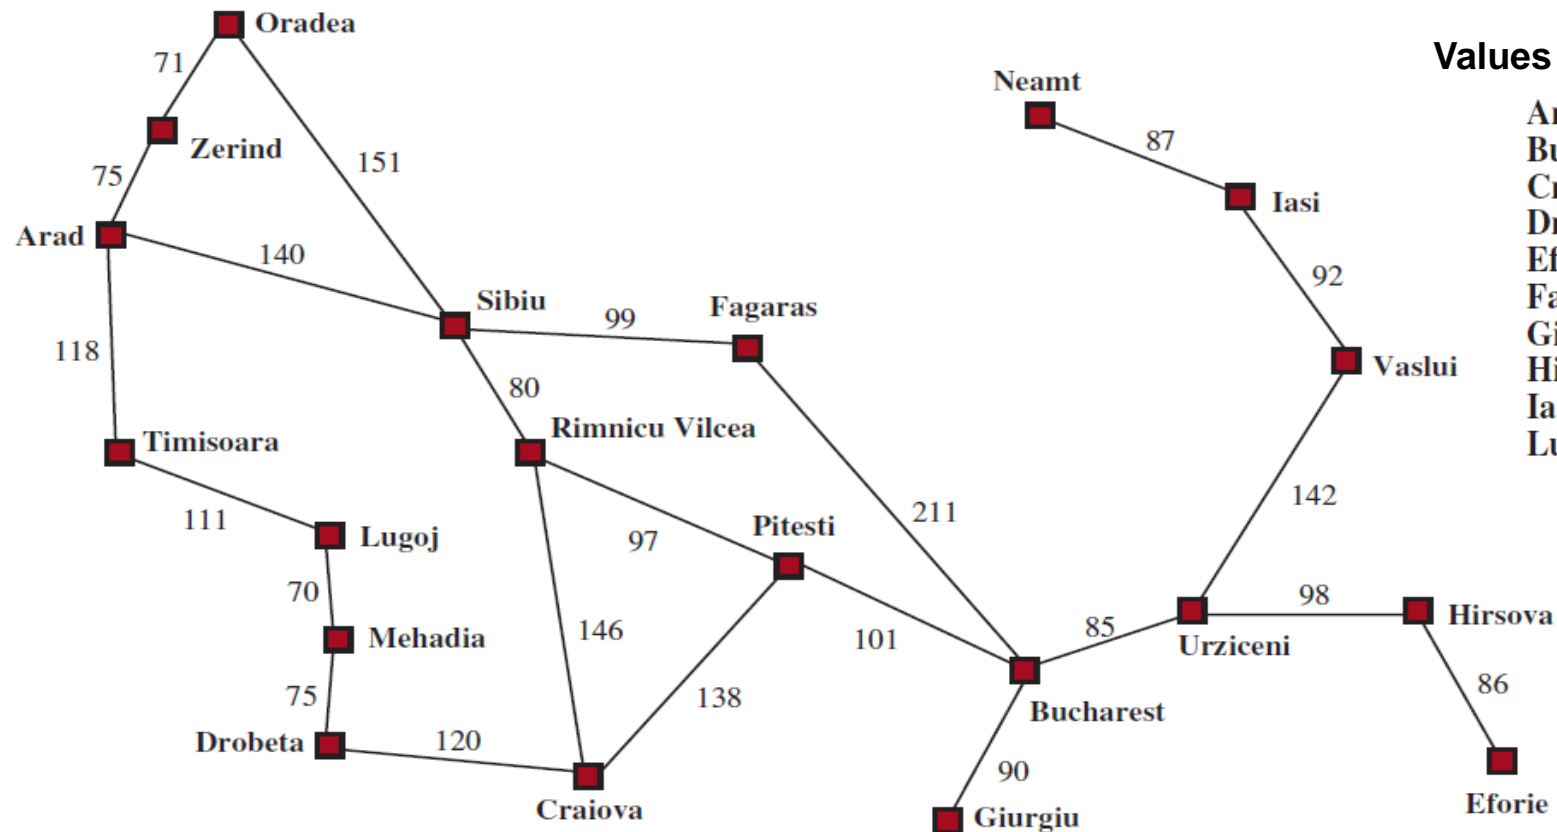 Oradea
Values
71
Neamt
Zerind
87
151
75
Iasi
Arad
140
92
Sibiu
Fagaras
99
118
Vaslui
80
Timisoara
Rimnicu Vilcea
142
111
211
Lugoj
97
Pitesti
70
98
Mehadia
146
101
85
Hirsova
Urziceni
75
138
86
Bucharest
Drobeta
120
90
Craiova
Giurgiu
Eforie